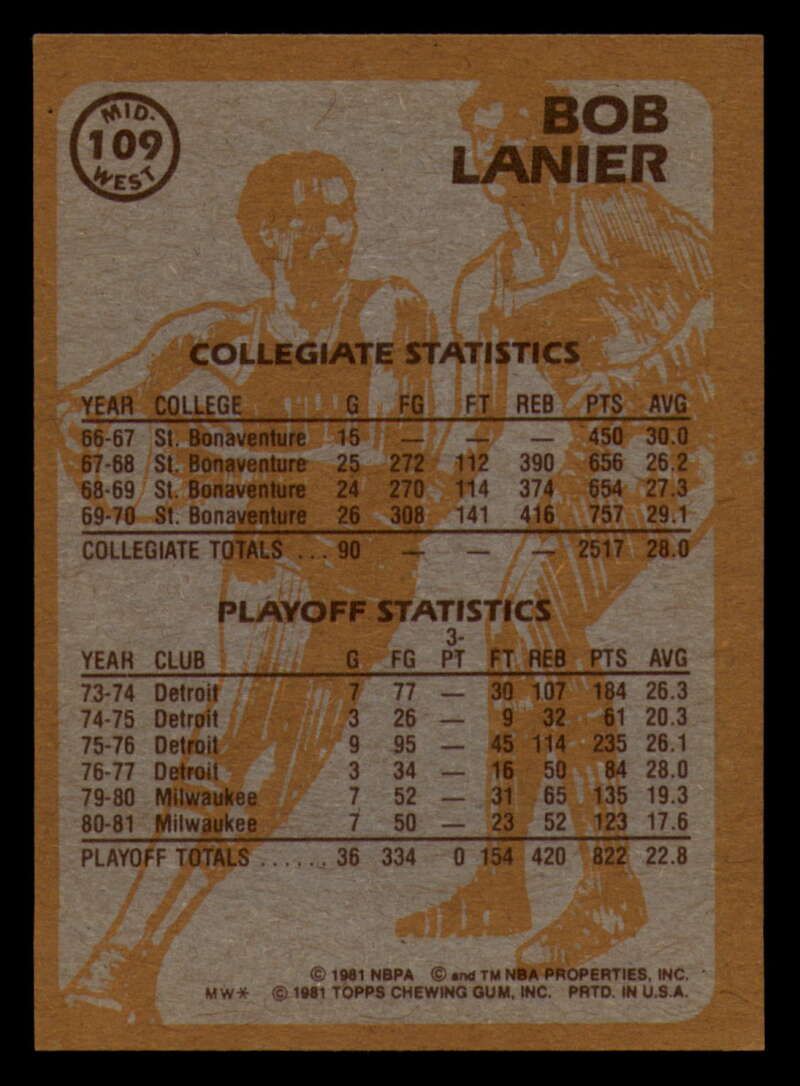 MID-
109
WEST
BOB
LANIER
COLLEGIATE STATISTICS
YEAR COLLEGE G FG FT REB PTS AVG
66-67 St. Bonaventure 15 — — — 450 30.0
67-68 St. Bonaventure 25 272 112 390 656 26.2
68-69 St. Bonaventure 24 270 114 374 654 27.3
69-70 St. Bonaventure 26 308 141 416 757 29.1
COLLEGIATE TOTALS ... 90 — — — 2517 28.0
PLAYOFF STATISTICS
YEAR CLUB G FG 3-PT FT REB PTS AVG
73-74 Detroit 7 77 — 30 107 184 26.3
74-75 Detroit 3 26 — 9 32 61 20.3
75-76 Detroit 9 95 — 45 114 235 26.1
76-77 Detroit 3 34 — 16 50 84 28.0
79-80 Milwaukee 7 52 — 31 65 135 19.3
80-81 Milwaukee 7 50 — 23 52 123 17.6
PLAYOFF TOTALS ...... 36 334 0 154 420 822 22.8
© 1981 NBPA © and TM NBA PROPERTIES, INC.
MW* © 1981 TOPPS CHEWING GUM, INC. PRTD. IN U.S.A.